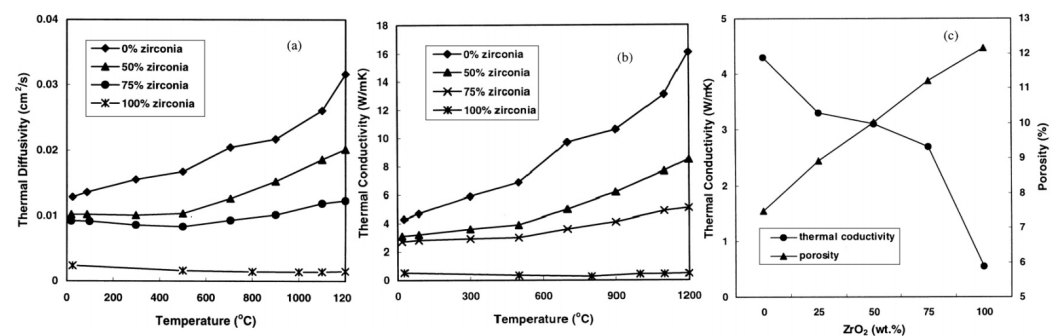 0.04
0.03
0.02
0.01
0
Thermal Diffusivity (cm²/s)
(a)
0% zirconia
50% zirconia
75% zirconia
100% zirconia
0 200 400 600 800 1000 120
Temperature (°C)
18
16
14
12
10
8
6
4
2
0
Thermal Conductivity (W/mK)
(b)
0% zirconia
50% zirconia
75% zirconia
100% zirconia
0 300 600 900 1200
Temperature (°C)
5
4
3
2
1
0
Thermal Conductivity (W/mK)
(c)
thermal coductivity
porosity
13
12
11
10
9
8
7
6
5
Porosity (%)
0 25 50 75 100
ZrO₂ (wt.%)